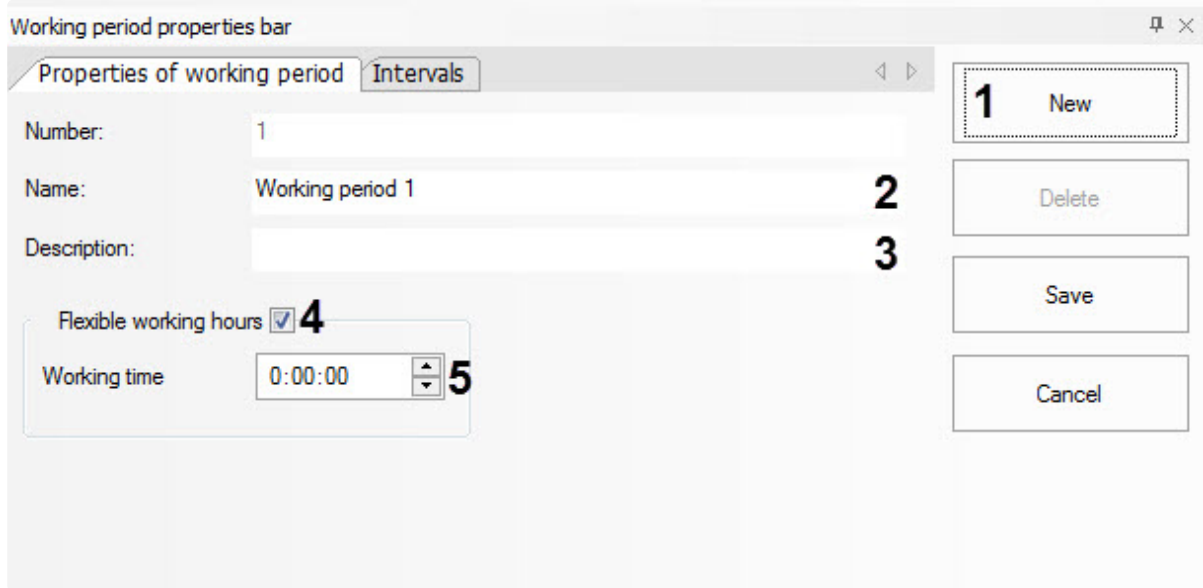 Working period properties bar
Properties of working period Intervals
1 New
Number: 1
Name: Working period 1 2
Delete
Description: 3
Save
Flexible working hours 4
Working time 0:00:00 5
Cancel